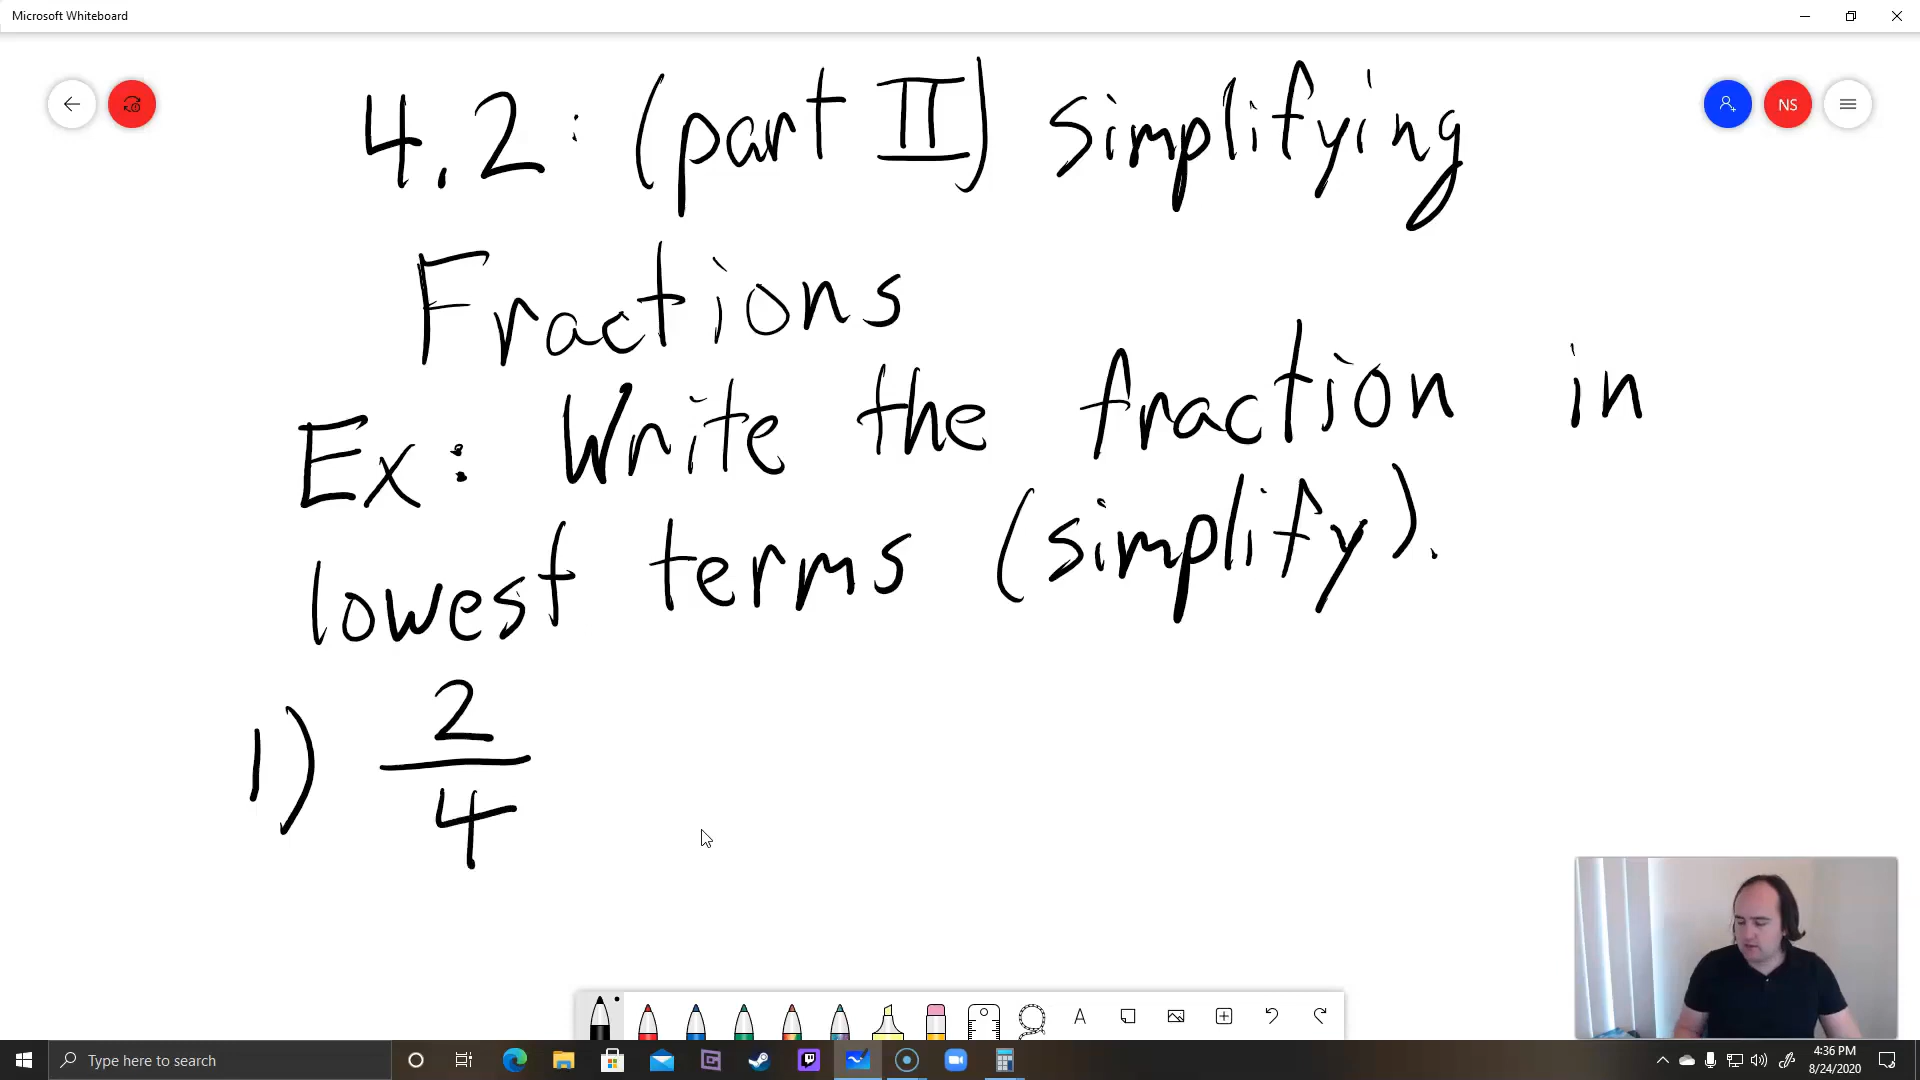 Microsoft Whiteboard
NS
4.2: (part II) simplifying
Fractions
Ex: Write the fraction in
lowest terms (simplify).
1) 2
4
A
Type here to search
4:36 PM
8/24/2020